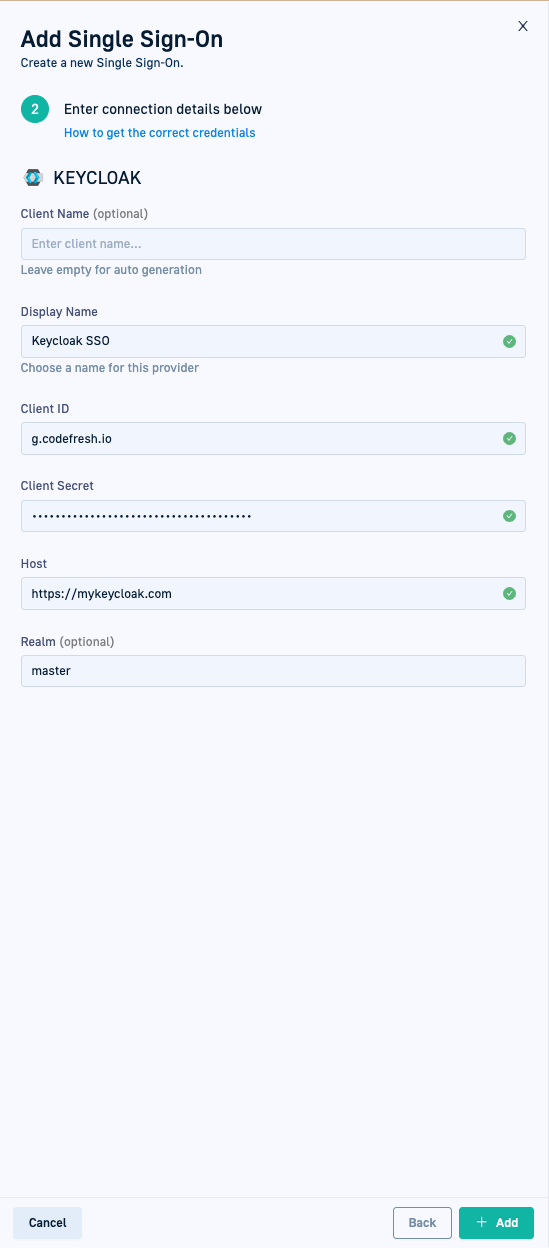 X
Add Single Sign-On
Create a new Single Sign-On.
2 Enter connection details below
How to get the correct credentials
KEYCLOAK
Client Name (optional)
Enter client name...
Leave empty for auto generation
Display Name
Keycloak SSO
Choose a name for this provider
Client ID
g.codefresh.io
Client Secret
••••••••••••••••••••••••••••••••••••••
Host
https://mykeycloak.com
Realm (optional)
master
Cancel Back + Add